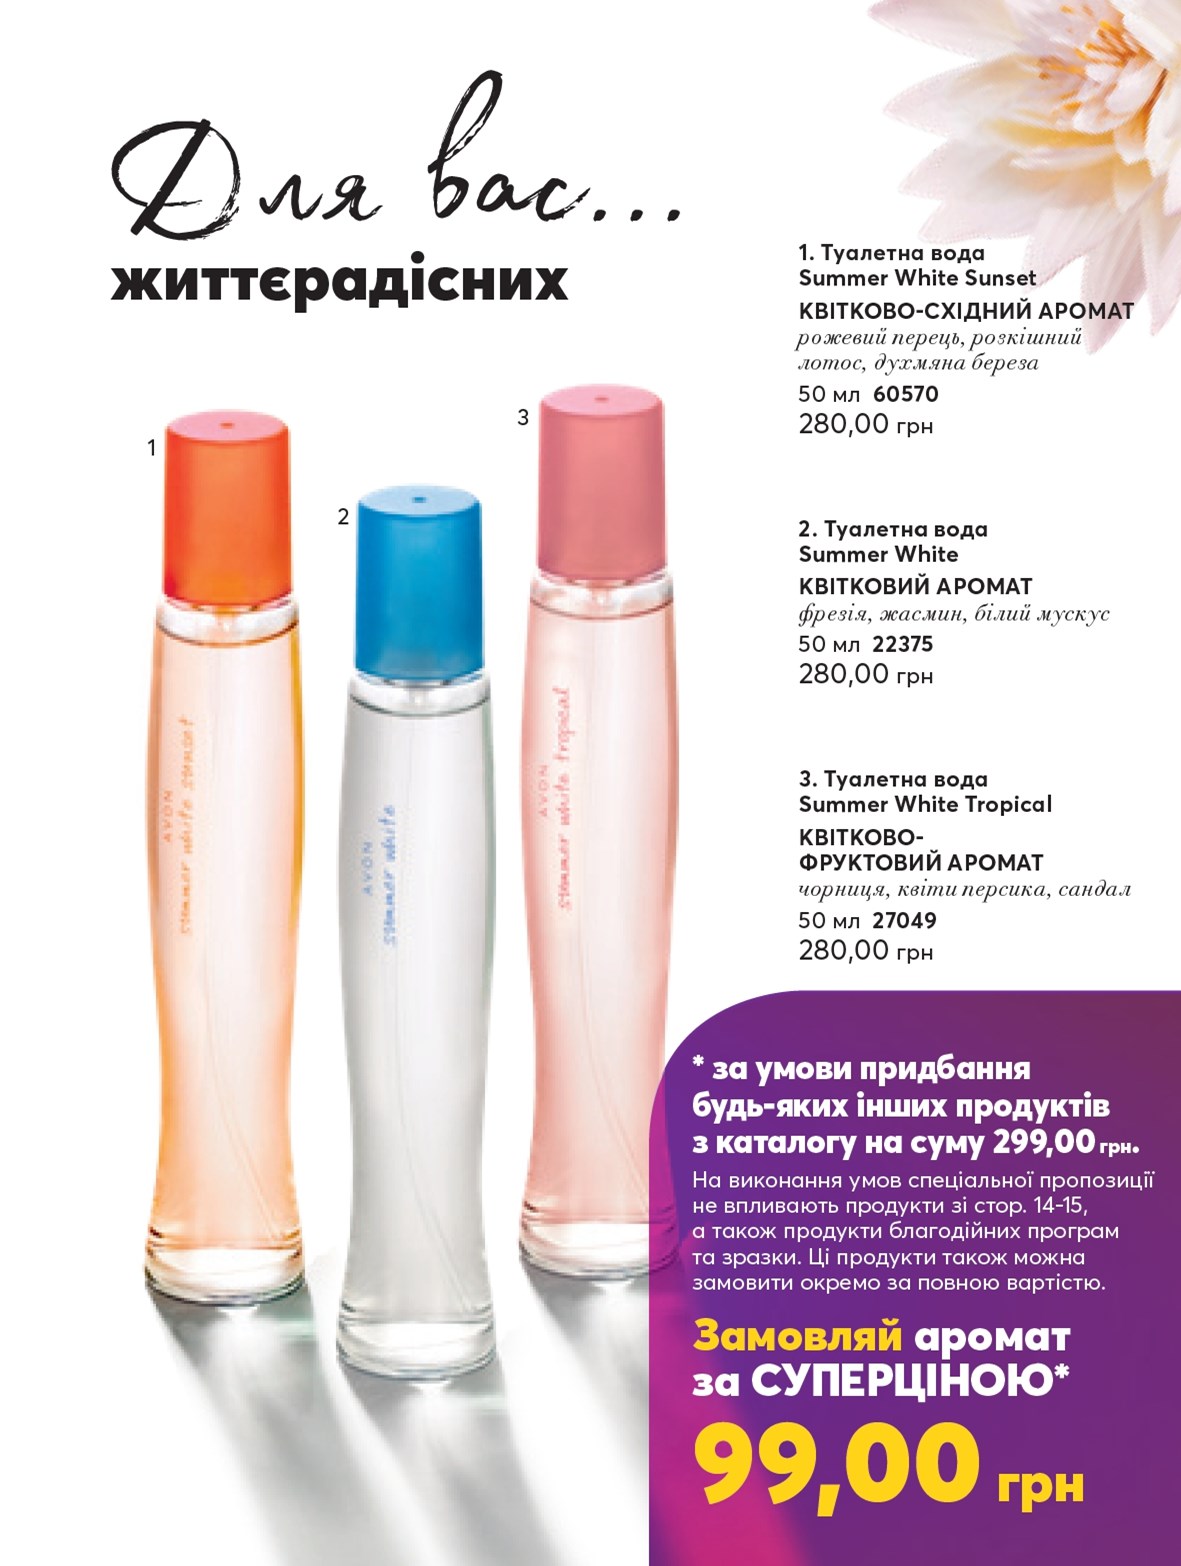 Для вас...
життєрадісних
1. Туалетна вода
Summer White Sunset
КВІТКОВО-СХІДНИЙ АРОМАТ
рожевий перець, розкішний
лотос, духмяна береза
50 мл 60570
280,00 грн
2. Туалетна вода
Summer White
КВІТКОВИЙ АРОМАТ
фрезія, жасмин, білий мускус
50 мл 22375
280,00 грн
3. Туалетна вода
Summer White Tropical
КВІТКОВО-
ФРУКТОВИЙ АРОМАТ
чорниця, квіти персика, сандал
50 мл 27049
280,00 грн
1
2
3
AVON
summer white sunset
AVON
summer white
AVON
summer white tropical
* за умови придбання
будь-яких інших продуктів
з каталогу на суму 299,00 грн.
На виконання умов спеціальної пропозиції
не впливають продукти зі стор. 14-15,
а також продукти благодійних програм
та зразки. Ці продукти також можна
замовити окремо за повною вартістю.
Замовляй аромат
за СУПЕРЦІНОЮ*
99,00 грн